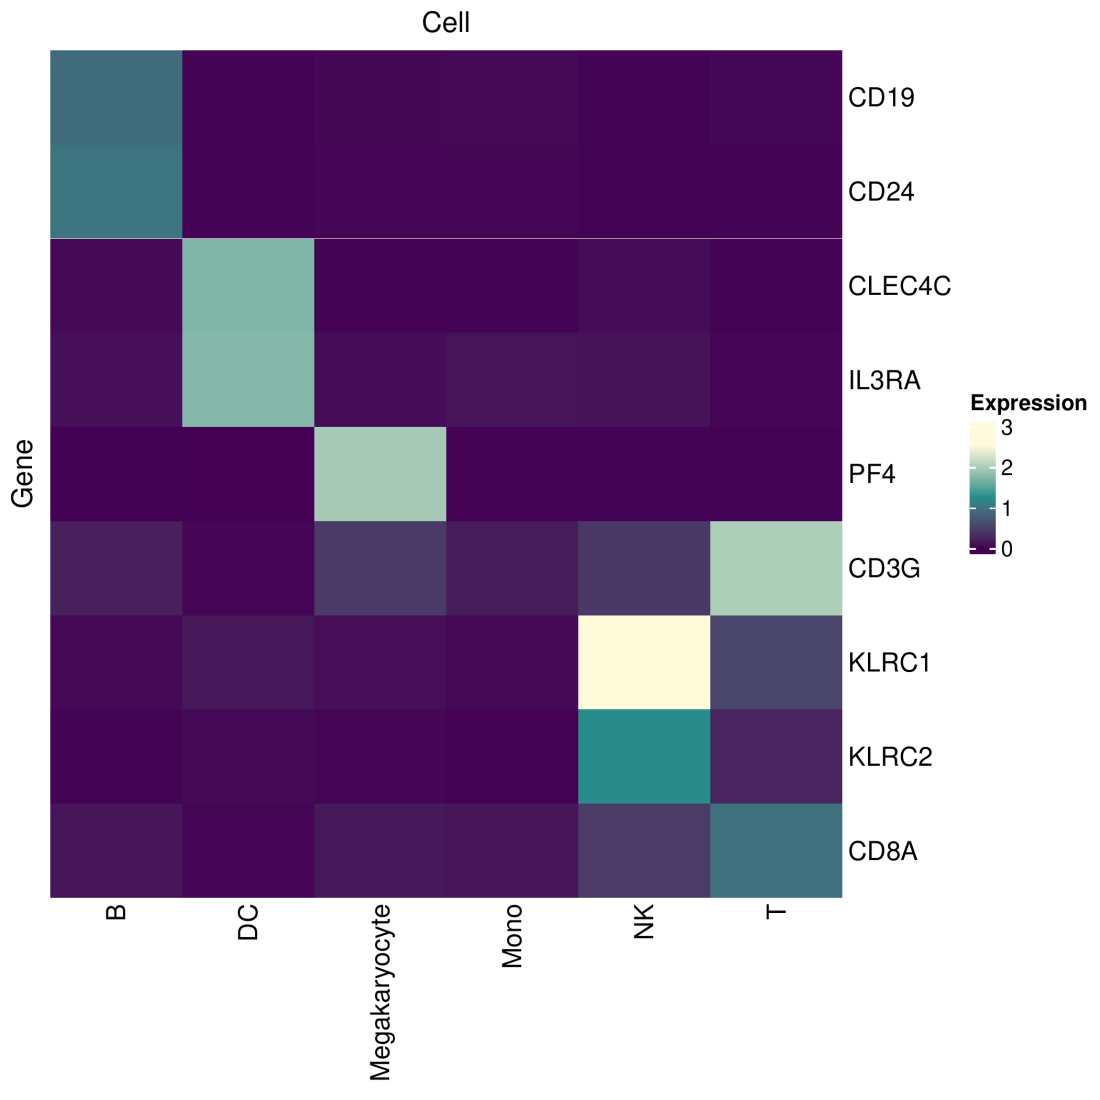 Cell
CD19
CD24
CLEC4C
IL3RA
PF4
CD3G
KLRC1
KLRC2
CD8A
Gene
Expression
3
2
1
0
B
DC
Megakaryocyte
Mono
NK
T